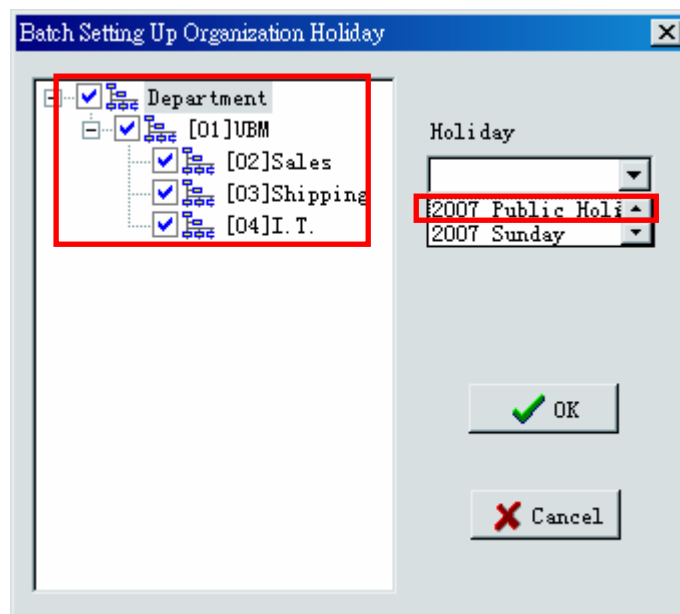 Batch Setting Up Organization Holiday
Department
[01]UBM
[02]Sales
[03]Shipping
[04]I.T.
Holiday
2007 Public Holi
2007 Sunday
OK
Cancel